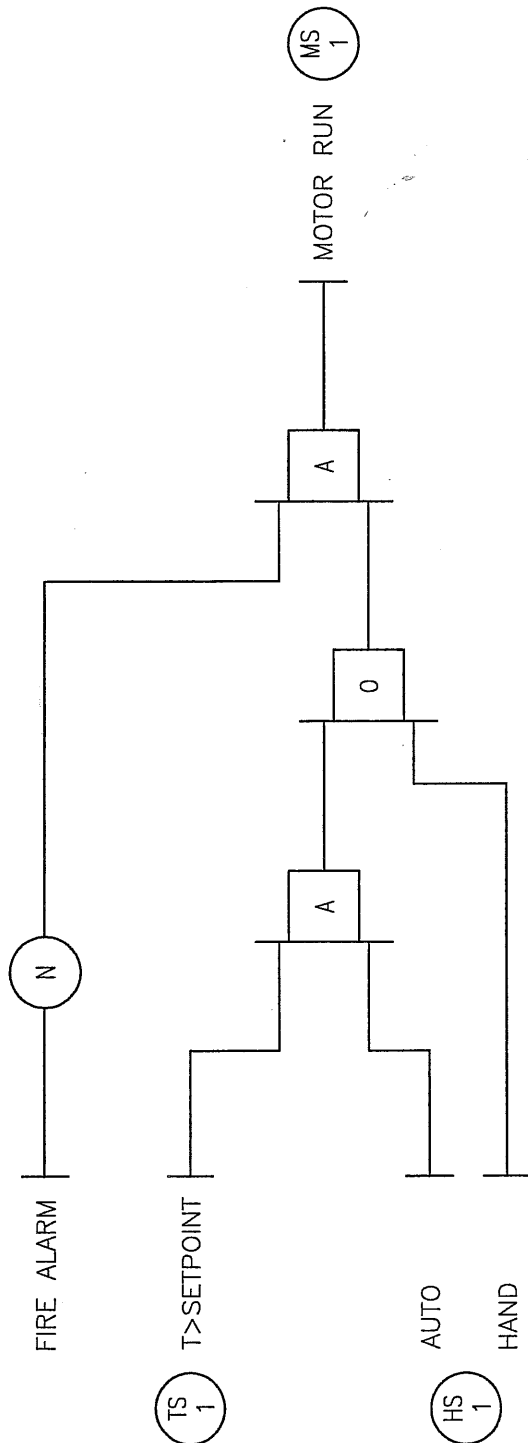 FIRE ALARM
N
TS
1
T>SETPOINT
A
A
MOTOR RUN
MS
1
O
HS
1
AUTO
HAND